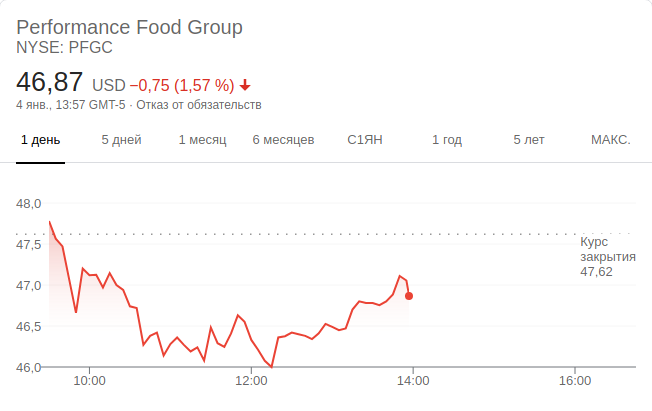 Performance Food Group
NYSE: PFGC
46,87 USD −0,75 (1,57 %)
4 янв., 13:57 GMT-5 · Отказ от обязательств
1 день 5 дней 1 месяц 6 месяцев С1ЯН 1 год 5 лет МАКС.
48,0
47,5
Курс
закрытия
47,62
47,0
46,5
46,0
10:00 12:00 14:00 16:00